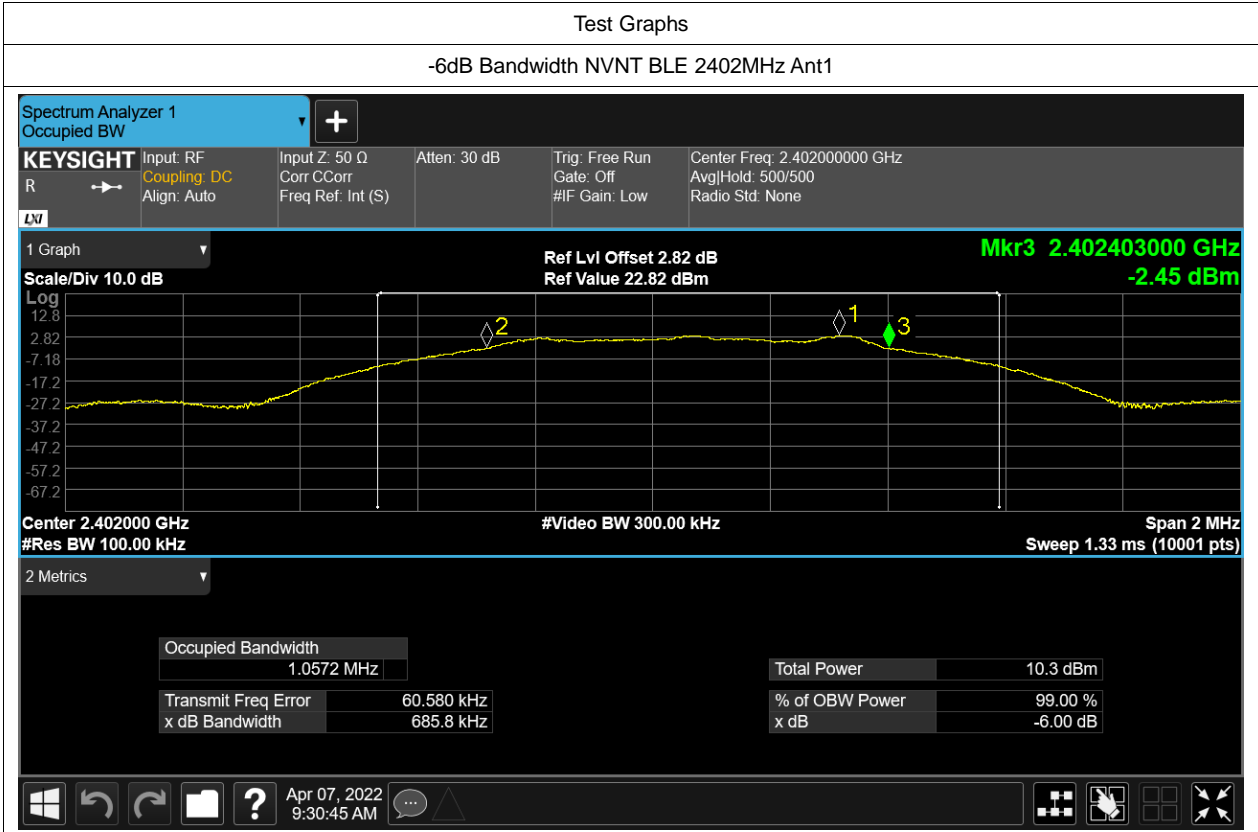 Test Graphs
-6dB Bandwidth NVNT BLE 2402MHz Ant1
Spectrum Analyzer 1
Occupied BW
KEYSIGHT
R
LXI
Input: RF
Coupling: DC
Align: Auto
Input Z: 50 Ω
Corr CCorr
Freq Ref: Int (S)
Atten: 30 dB
Trig: Free Run
Gate: Off
#IF Gain: Low
Center Freq: 2.402000000 GHz
Avg|Hold: 500/500
Radio Std: None
1 Graph
Scale/Div 10.0 dB
Ref Lvl Offset 2.82 dB
Ref Value 22.82 dBm
Mkr3 2.402403000 GHz
-2.45 dBm
Log
12.8
2.82
-7.18
-17.2
-27.2
-37.2
-47.2
-57.2
-67.2
2
1
3
Center 2.402000 GHz
#Res BW 100.00 kHz
#Video BW 300.00 kHz
Span 2 MHz
Sweep 1.33 ms (10001 pts)
2 Metrics
Occupied Bandwidth
1.0572 MHz
Transmit Freq Error 60.580 kHz
x dB Bandwidth 685.8 kHz
Total Power 10.3 dBm
% of OBW Power 99.00 %
x dB -6.00 dB
?
Apr 07, 2022
9:30:45 AM